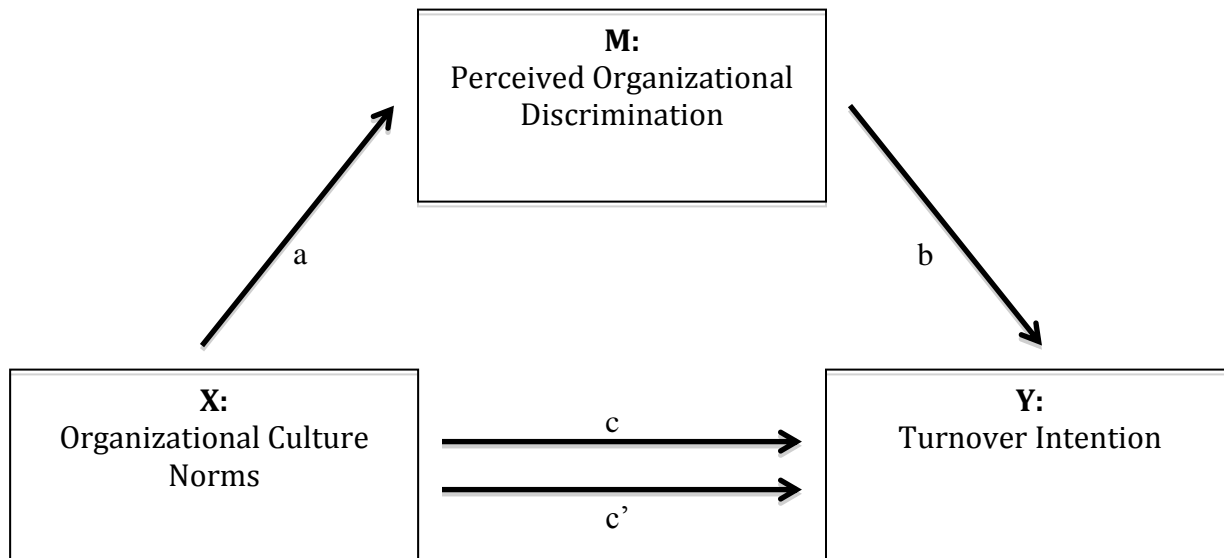 M:
Perceived Organizational
Discrimination
a
b
X:
Organizational Culture
Norms
c
c’
Y:
Turnover Intention